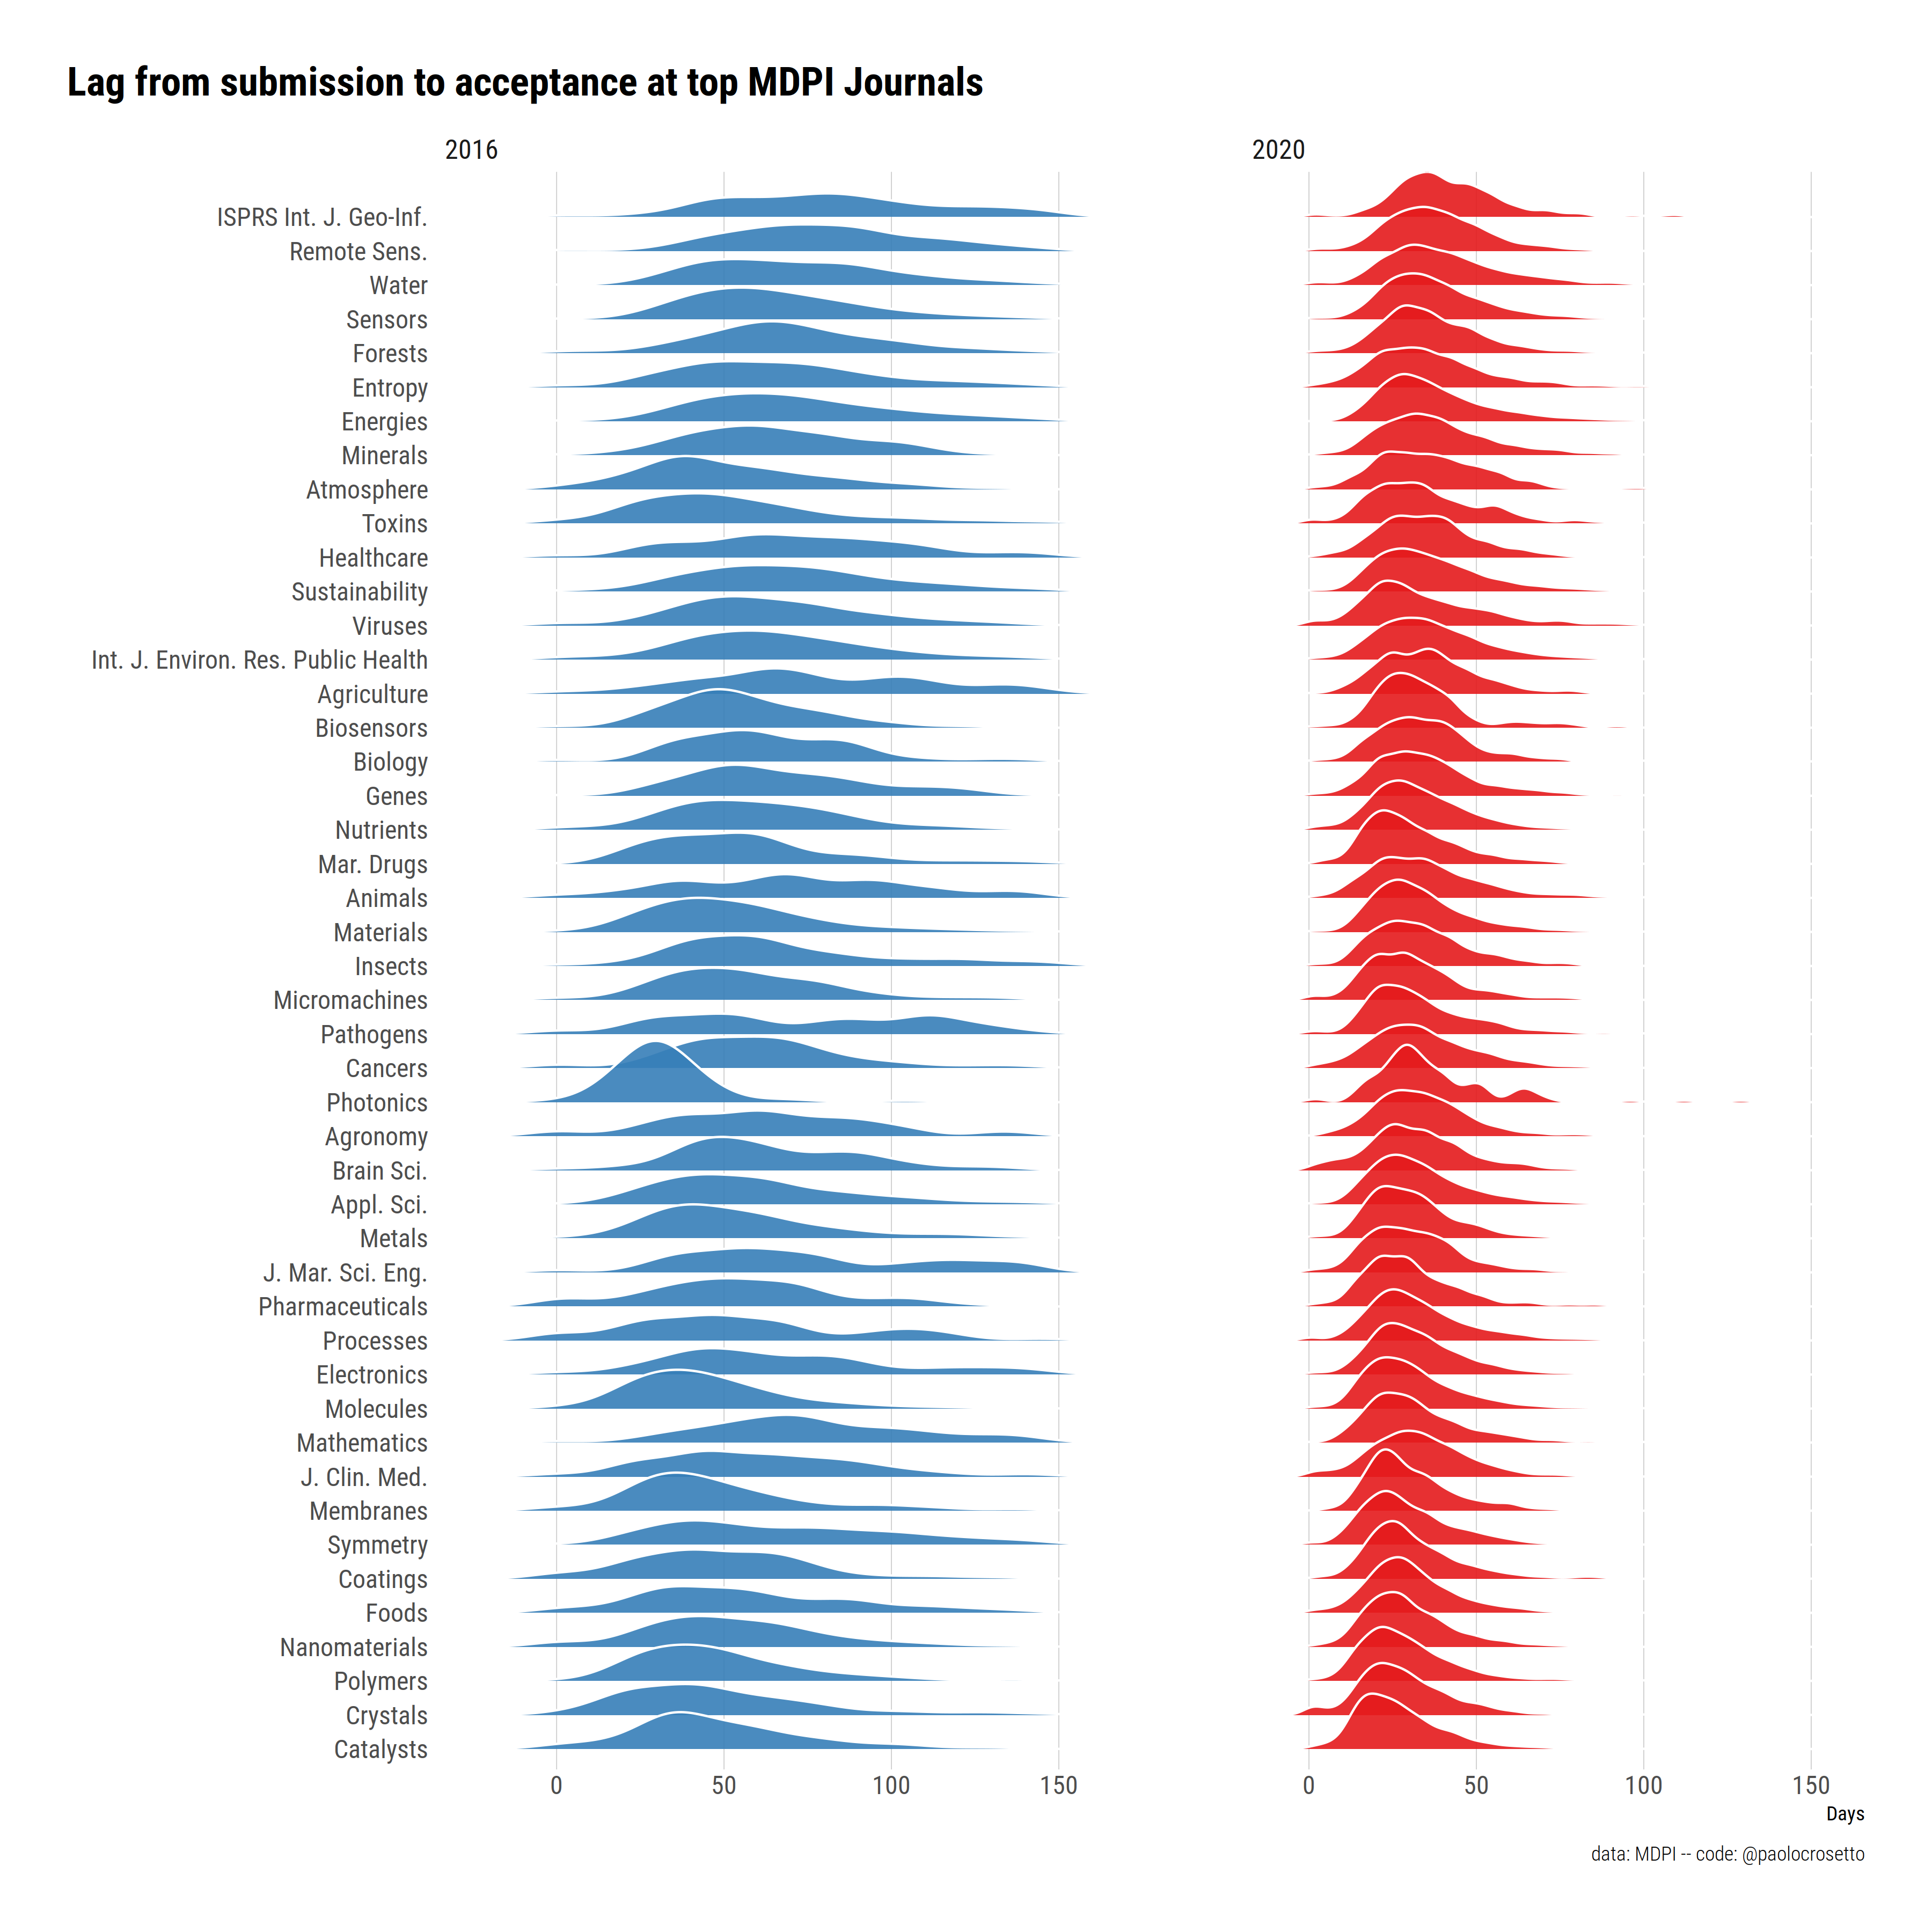 Lag from submission to acceptance at top MDPI Journals
2016 2020
ISPRS Int. J. Geo-Inf.
Remote Sens.
Water
Sensors
Forests
Entropy
Energies
Minerals
Atmosphere
Toxins
Healthcare
Sustainability
Viruses
Int. J. Environ. Res. Public Health
Agriculture
Biosensors
Biology
Genes
Nutrients
Mar. Drugs
Animals
Materials
Insects
Micromachines
Pathogens
Cancers
Photonics
Agronomy
Brain Sci.
Appl. Sci.
Metals
J. Mar. Sci. Eng.
Pharmaceuticals
Processes
Electronics
Molecules
Mathematics
J. Clin. Med.
Membranes
Symmetry
Coatings
Foods
Nanomaterials
Polymers
Crystals
Catalysts
0 50 100 150 0 50 100 150
Days
data: MDPI -- code: @paolocrosetto